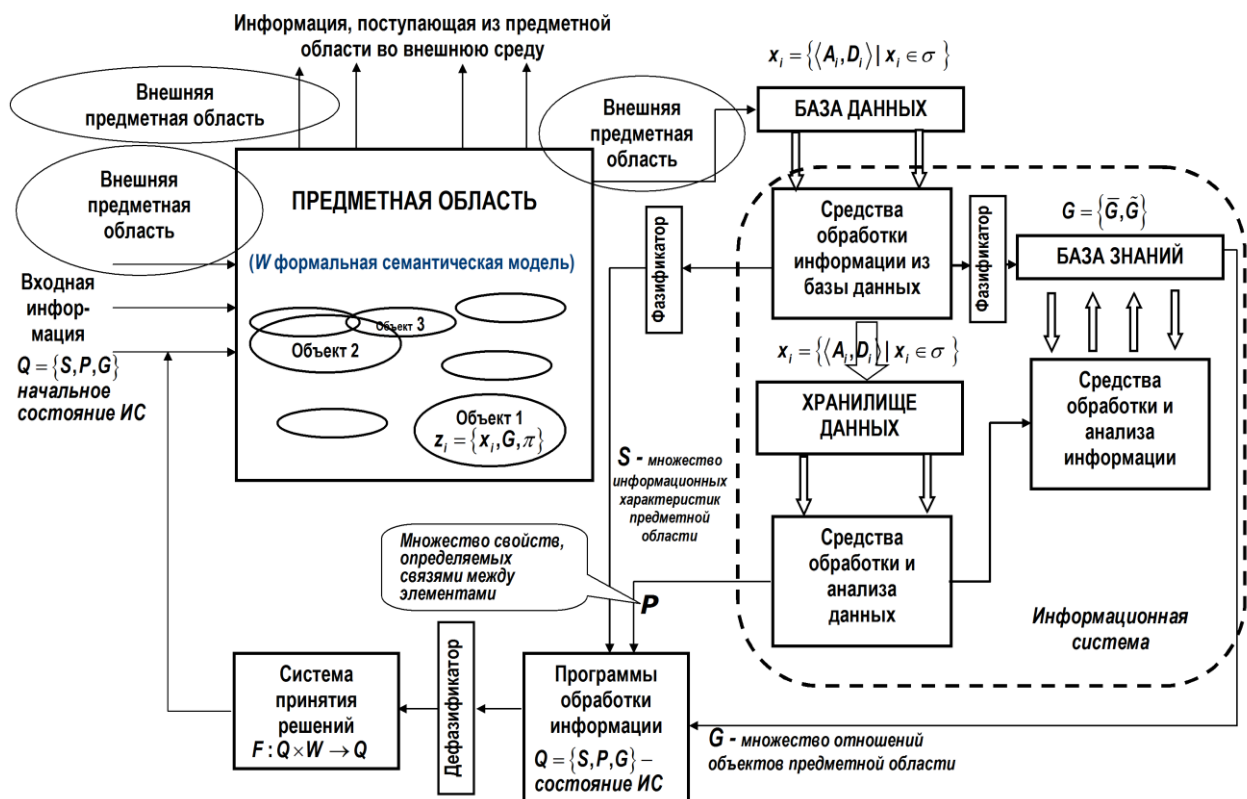 Информация, поступающая из предметной
области во внешнюю среду
Внешняя
предметная область
Внешняя
предметная
область
Входная
инфор-
мация
Q = {S, P, G}
начальное
состояние ИС
ПРЕДМЕТНАЯ ОБЛАСТЬ
(W формальная семантическая модель)
Объект 3
Объект 2
Объект 1
z_i = {x_i, G, π}
Внешняя
предметная
область
x_i = {⟨A_i, D_i⟩ | x_i ∈ σ }
БАЗА ДАННЫХ
Средства
обработки
информации из
базы данных
Фазификатор
Фазификатор
G = {G̅, G̃}
БАЗА ЗНАНИЙ
x_i = {⟨A_i, D_i⟩ | x_i ∈ σ }
ХРАНИЛИЩЕ
ДАННЫХ
Средства
обработки и
анализа
информации
S - множество
информационных
характеристик
предметной
области
Средства
обработки и
анализа
данных
Информационная
система
Множество свойств,
определяемых
связями между
элементами
P
Система
принятия
решений
F : Q × W → Q
Дефазификатор
Программы
обработки
информации
Q = {S, P, G} –
состояние ИС
G - множество отношений
объектов предметной области